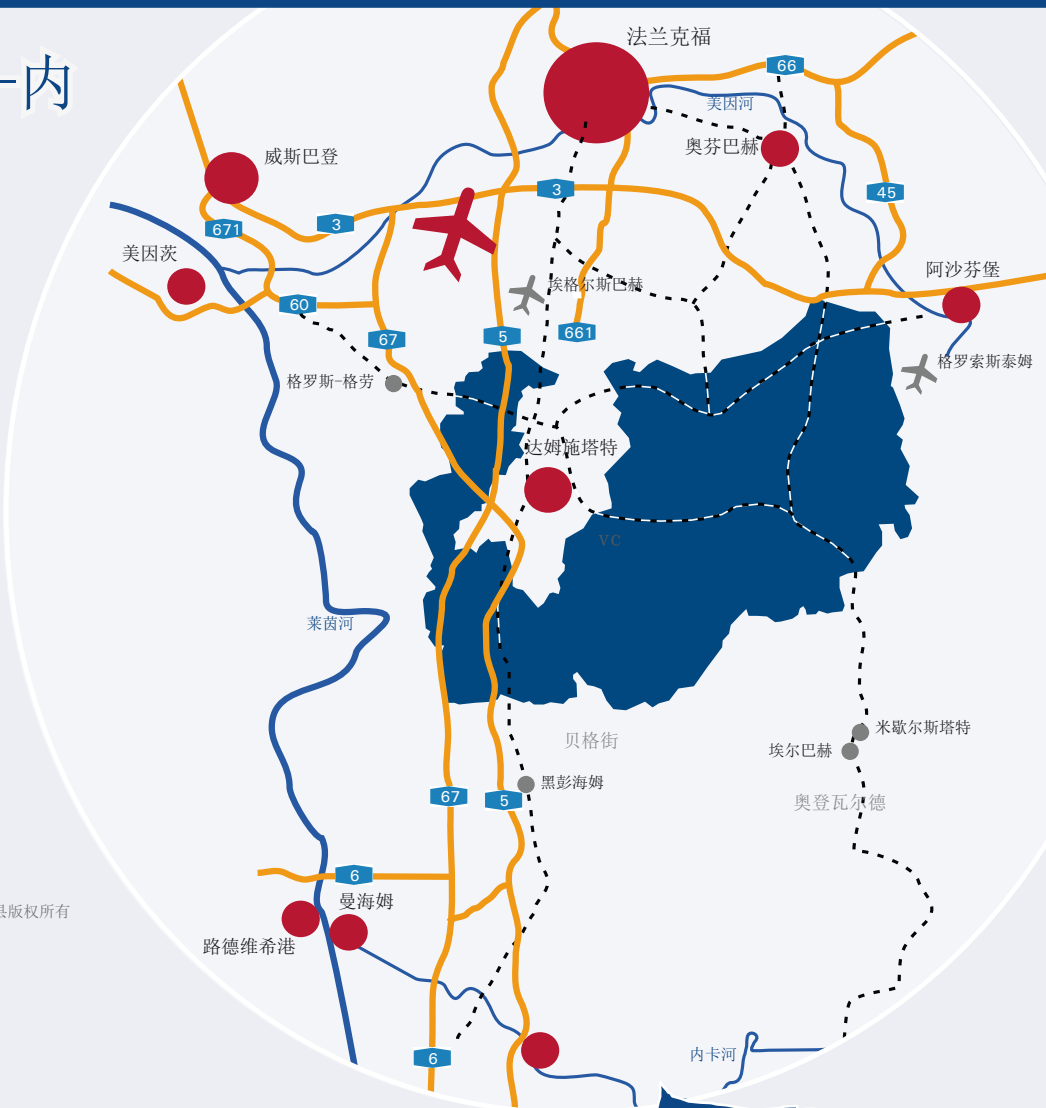 一内
法兰克福
66
美因河
奥芬巴赫
威斯巴登
3
45
671
3
美因茨
阿沙芬堡
埃格尔斯巴赫
60
661
67
5
格罗索斯泰姆
格罗斯-格劳
达姆施塔特
VC
莱茵河
米歇尔斯塔特
贝格街
埃尔巴赫
黑彭海姆
67
5
奥登瓦尔德
6
曼海姆
县版权所有
路德维希港
内卡河
6